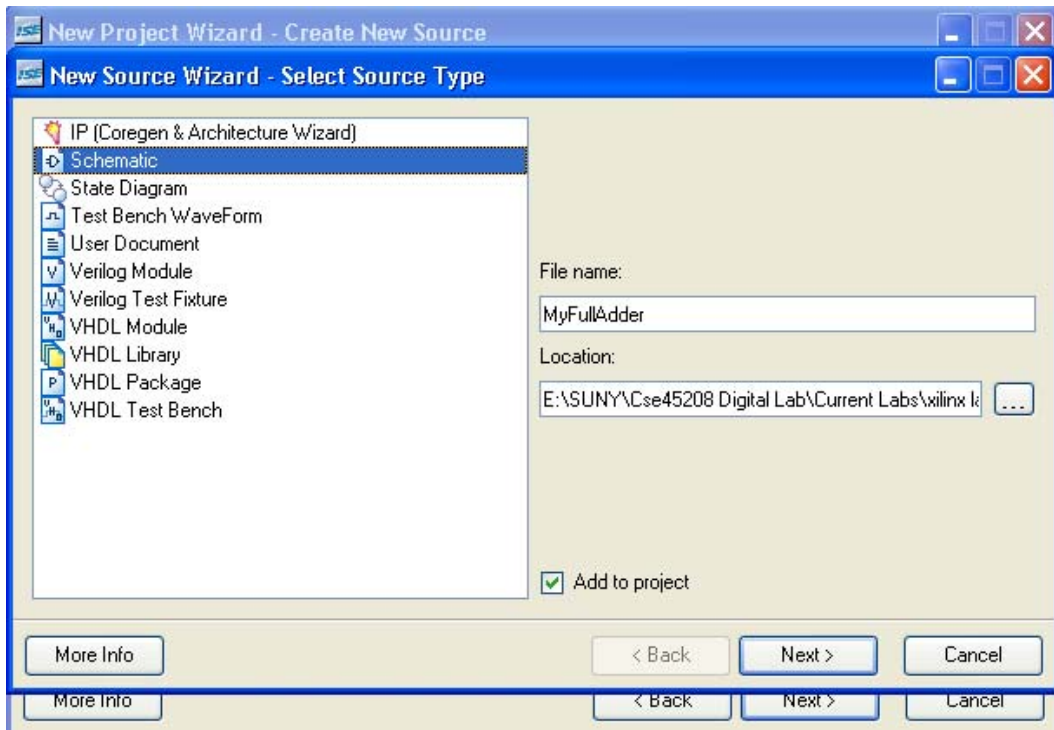 New Project Wizard - Create New Source
New Source Wizard - Select Source Type
IP (Coregen & Architecture Wizard)
Schematic
State Diagram
Test Bench WaveForm
User Document
Verilog Module
Verilog Test Fixture
VHDL Module
VHDL Library
VHDL Package
VHDL Test Bench
File name:
MyFullAdder
Location:
E:\SUNY\Cse45208 Digital Lab\Current Labs\xilinx la
...
Add to project
More Info
< Back
Next >
Cancel
More Info
< Back
Next >
Cancel